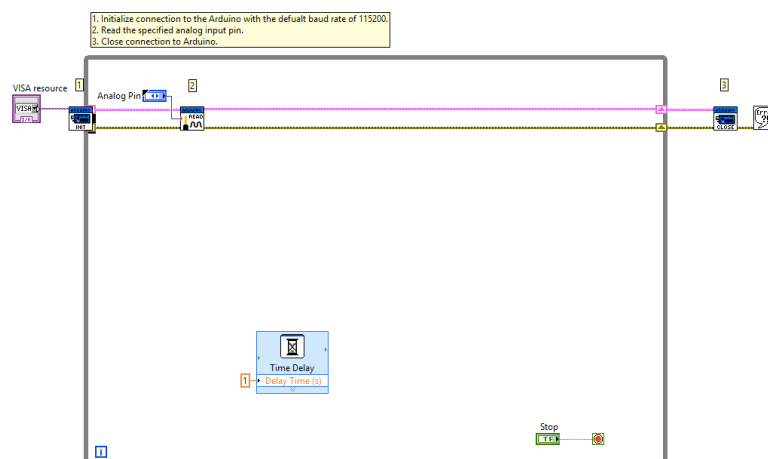 1. Initialize connection to the Arduino with the defualt baud rate of 115200.
2. Read the specified analog input pin.
3. Close connection to Arduino.
VISA resource
1
2
3
Analog Pin
VISA
I/O
INIT
READ
CLOSE
Time Delay
1
Delay Time (s)
Stop
TF
i